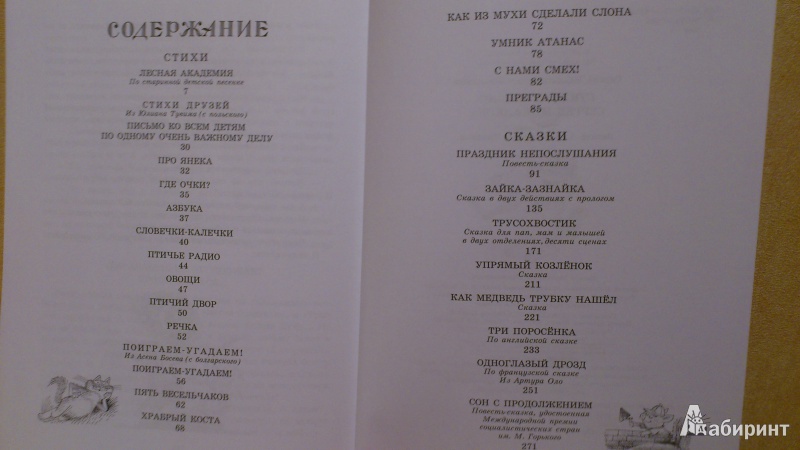 СОДЕРЖАНИЕ
СТИХИ
ЛЕСНАЯ АКАДЕМИЯ
По старинной детской песенке
7
СТИХИ ДРУЗЕЙ
Из Юлиана Тувима (с польского)
ПИСЬМО КО ВСЕМ ДЕТЯМ
ПО ОДНОМУ ОЧЕНЬ ВАЖНОМУ ДЕЛУ
30
ПРО ЯНЕКА
32
ГДЕ ОЧКИ?
35
АЗБУКА
37
СЛОВЕЧКИ-КАЛЕЧКИ
40
ПТИЧЬЕ РАДИО
44
ОВОЩИ
47
ПТИЧИЙ ДВОР
50
РЕЧКА
52
ПОИГРАЕМ-УГАДАЕМ!
Из Асена Босева (с болгарского)
ПОИГРАЕМ-УГАДАЕМ!
56
ПЯТЬ ВЕСЕЛЬЧАКОВ
62
ХРАБРЫЙ КОСТА
68
КАК ИЗ МУХИ СДЕЛАЛИ СЛОНА
72
УМНИК АТАНАС
78
С НАМИ СМЕХ!
82
ПРЕГРАДЫ
85
СКАЗКИ
ПРАЗДНИК НЕПОСЛУШАНИЯ
Повесть-сказка
91
ЗАЙКА-ЗАЗНАЙКА
Сказка в двух действиях с прологом
135
ТРУСОХВОСТИК
Сказка для пап, мам и малышей
в двух отделениях, десяти сценах
171
УПРЯМЫЙ КОЗЛЁНОК
Сказка
211
КАК МЕДВЕДЬ ТРУБКУ НАШЁЛ
Сказка
221
ТРИ ПОРОСЁНКА
По английской сказке
233
ОДНОГЛАЗЫЙ ДРОЗД
По французской сказке
Из Артура Оло
251
СОН С ПРОДОЛЖЕНИЕМ
Повесть-сказка, удостоенная
Международной премии
социалистических стран
им. М. Горького
271
Лабиринт